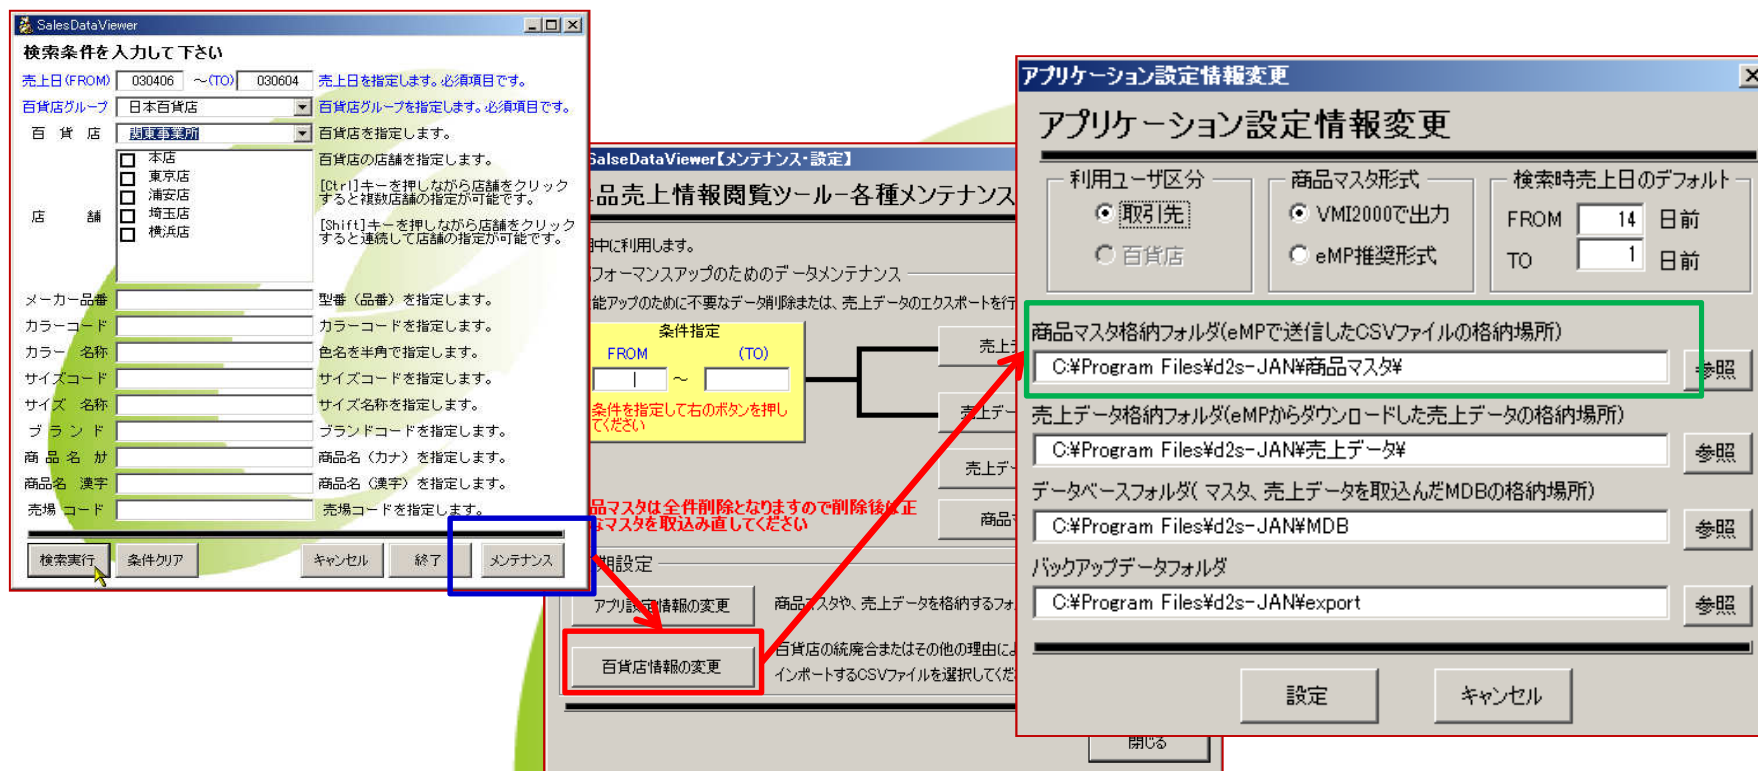 SalesDataViewer
検索条件を入力して下さい
売上日(FROM) 030406 ～(TO) 030604 売上日を指定します。必須項目です。
百貨店グループ 日本百貨店 百貨店グループを指定します。必須項目です。
百 貨 店 関東事業所 百貨店を指定します。
本店 百貨店の店舗を指定します。
東京店
浦安店
埼玉店
横浜店
店 舗
[Ctrl]キーを押しながら店舗をクリック
すると複数店舗の指定が可能です。
[Shift]キーを押しながら店舗をクリック
すると連続して店舗の指定が可能です。
メーカー品番 型番（品番）を指定します。
カラーコード カラーコードを指定します。
カラー 名称 色名を半角で指定します。
サイズコード サイズコードを指定します。
サイズ 名称 サイズ名称を指定します。
ブ ラ ン ド ブランドコードを指定します。
商 品 名 ｶﾅ 商品名（カナ）を指定します。
商品名 漢字 商品名（漢字）を指定します。
売場 コード 売場コードを指定します。
検索実行 条件クリア キャンセル 終了 メンテナンス
SalseDataViewer【メンテナンス・設定】
品売上情報閲覧ツール－各種メンテナンス
中に利用します。
フォーマンスアップのためのデータメンテナンス
能アップのために不要なデータ削除または、売上データのエクスポートを行
条件指定
FROM (TO)
～
条件を指定して右のボタンを押し
てください
売上デ
売上デー
売上デー
商品
品マスタは全件削除となりますので削除後は正
なマスタを取込み直してください
期設定
アプリ設定情報の変更 商品マスタや、売上データを格納するフォ
百貨店情報の変更
百貨店の統廃合またはその他の理由によ
インポートするCSVファイルを選択してくだ
閉じる
アプリケーション設定情報変更
アプリケーション設定情報変更
利用ユーザ区分
取引先
百貨店
商品マスタ形式
VMI2000で出力
eMP推奨形式
検索時売上日のデフォルト
FROM 14 日前
TO 1 日前
商品マスタ格納フォルダ(eMPで送信したCSVファイルの格納場所)
C:¥Program Files¥d2s-JAN¥商品マスタ¥ 参照
売上データ格納フォルダ(eMPからダウンロードした売上データの格納場所)
C:¥Program Files¥d2s-JAN¥売上データ¥ 参照
データベースフォルダ( マスタ、売上データを取込んだMDBの格納場所)
C:¥Program Files¥d2s-JAN¥MDB 参照
バックアップデータフォルダ
C:¥Program Files¥d2s-JAN¥export 参照
設定 キャンセル